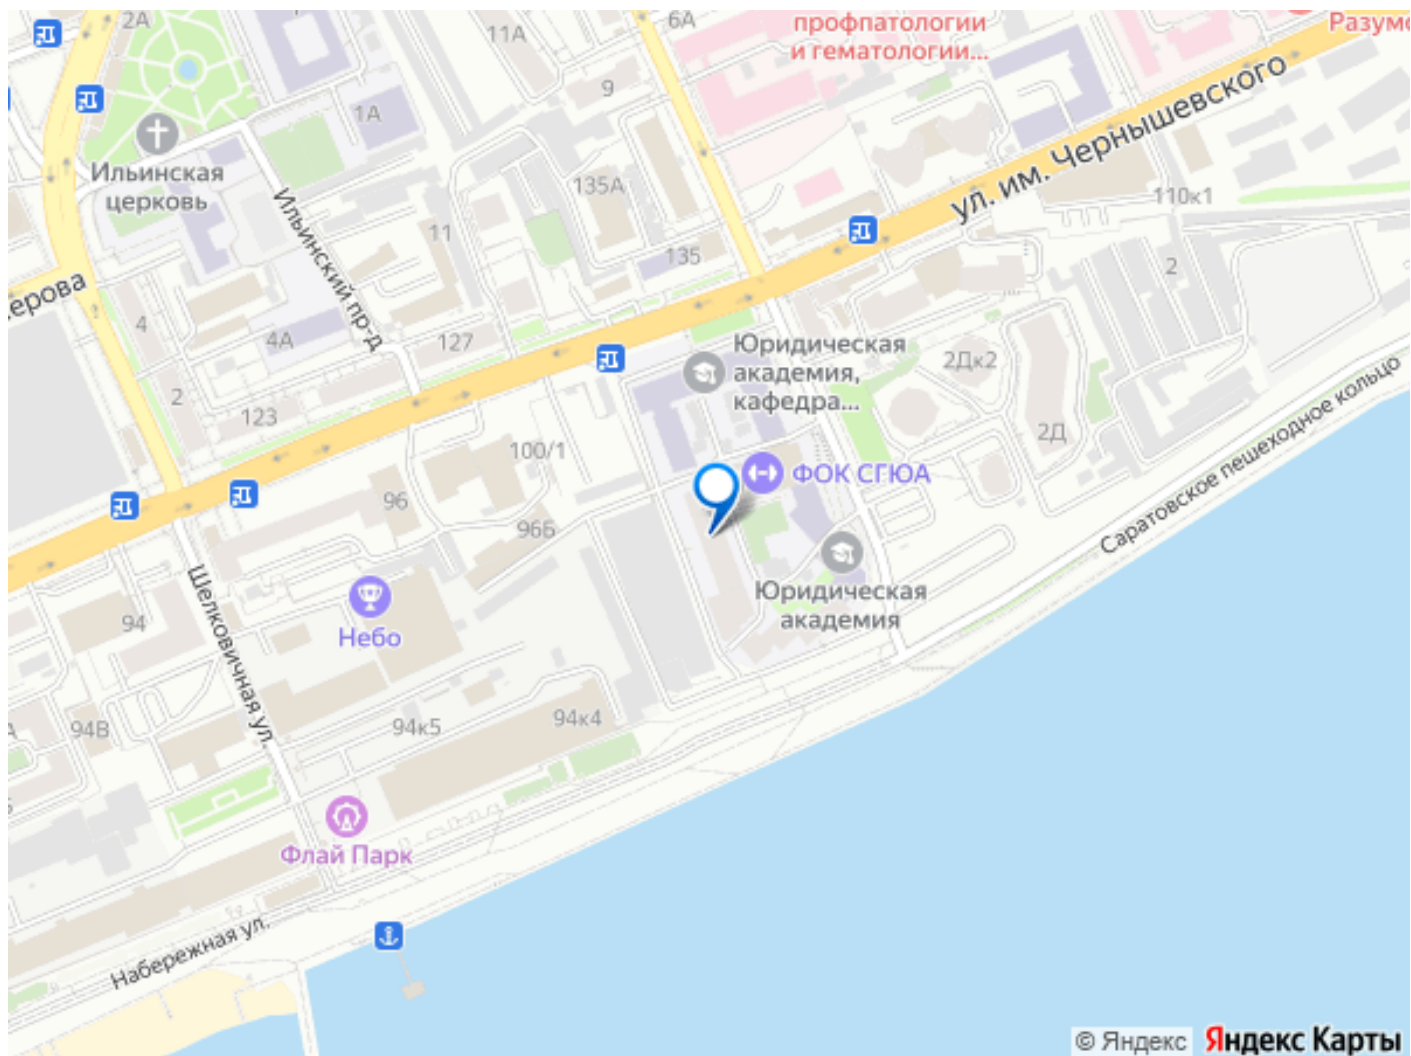 2А
6А
11А
профпатологии
и гематологии...
9
1А
ул. им. Чернышевского
Ильинская
церковь
135А
110к1
Ильинский пр-д
11
135
2
4
4А
127
Юридическая
академия,
кафедра...
2Дк2
2
123
2Д
100/1
ФОК СГЮА
96
96Б
Саратовское пешеходное кольцо
Юридическая
академия
94
Небо
Шелковичная ул.
94В
94к5
94к4
Флай Парк
Набережная ул.
© Яндекс
Яндекс Карты